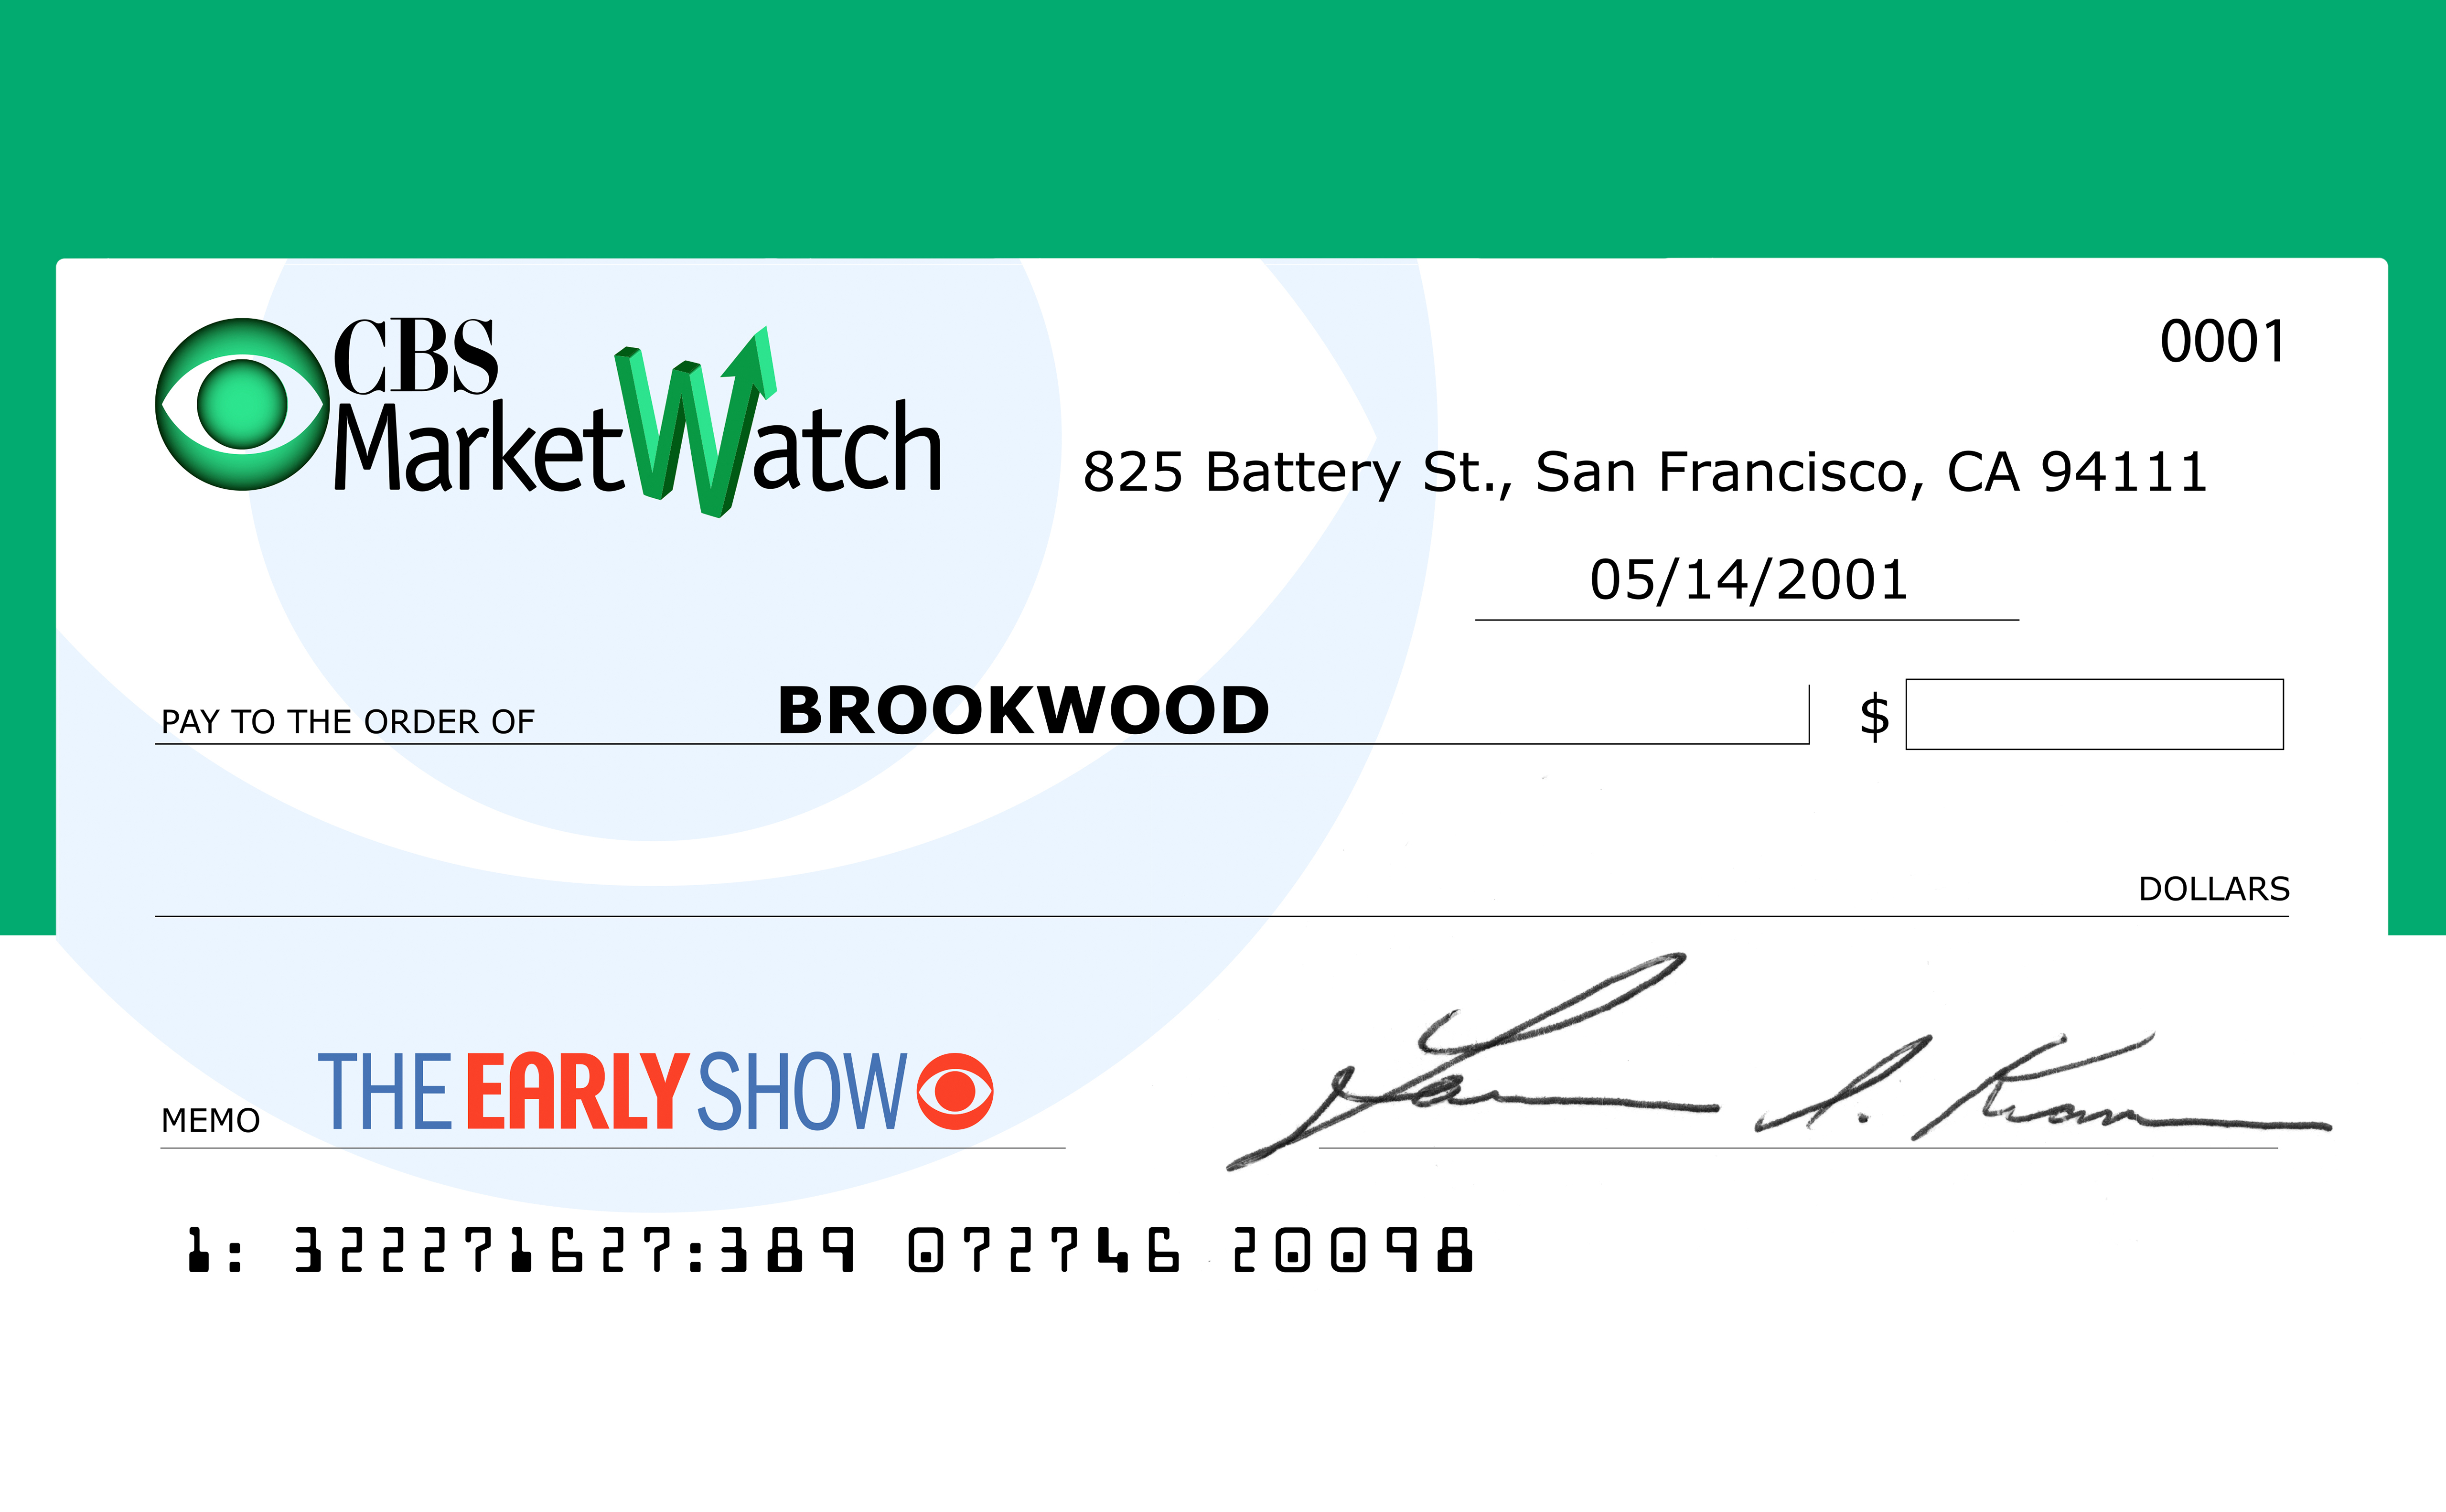 CBS
MarketWatch
0001
825 Battery St., San Francisco, CA 94111
05/14/2001
PAY TO THE ORDER OF BROOKWOOD $
DOLLARS
MEMO THE EARLY SHOW
1: 322271627:389 072746 20098